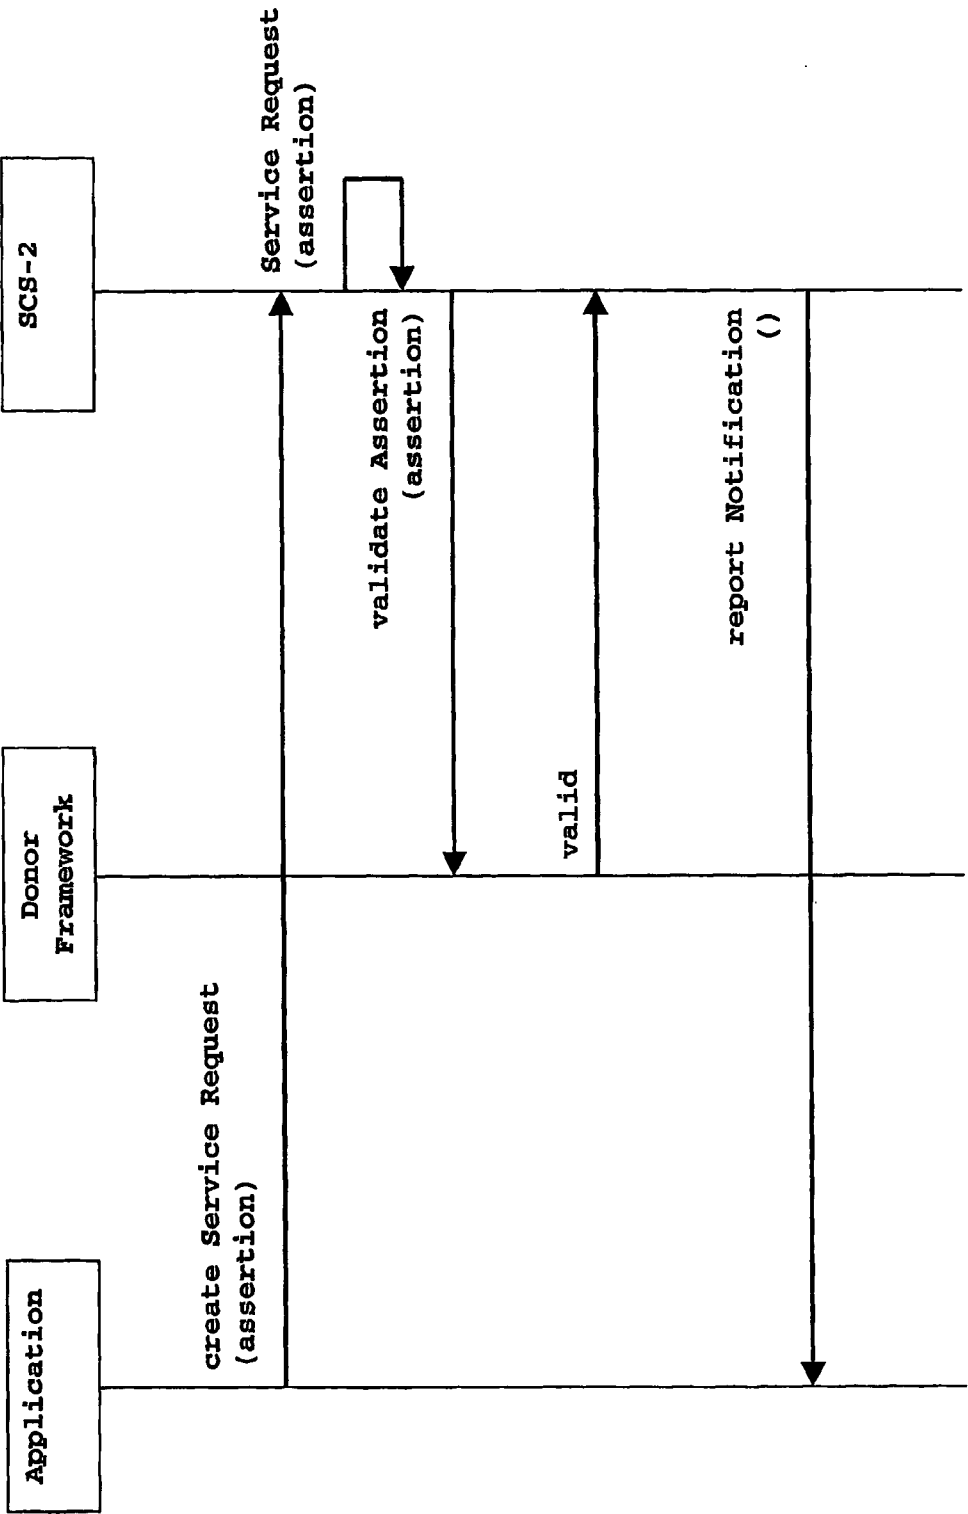 Application
Donor
Framework
SCS-2
create Service Request
(assertion)
Service Request
(assertion)
validate Assertion
(assertion)
valid
report Notification
()